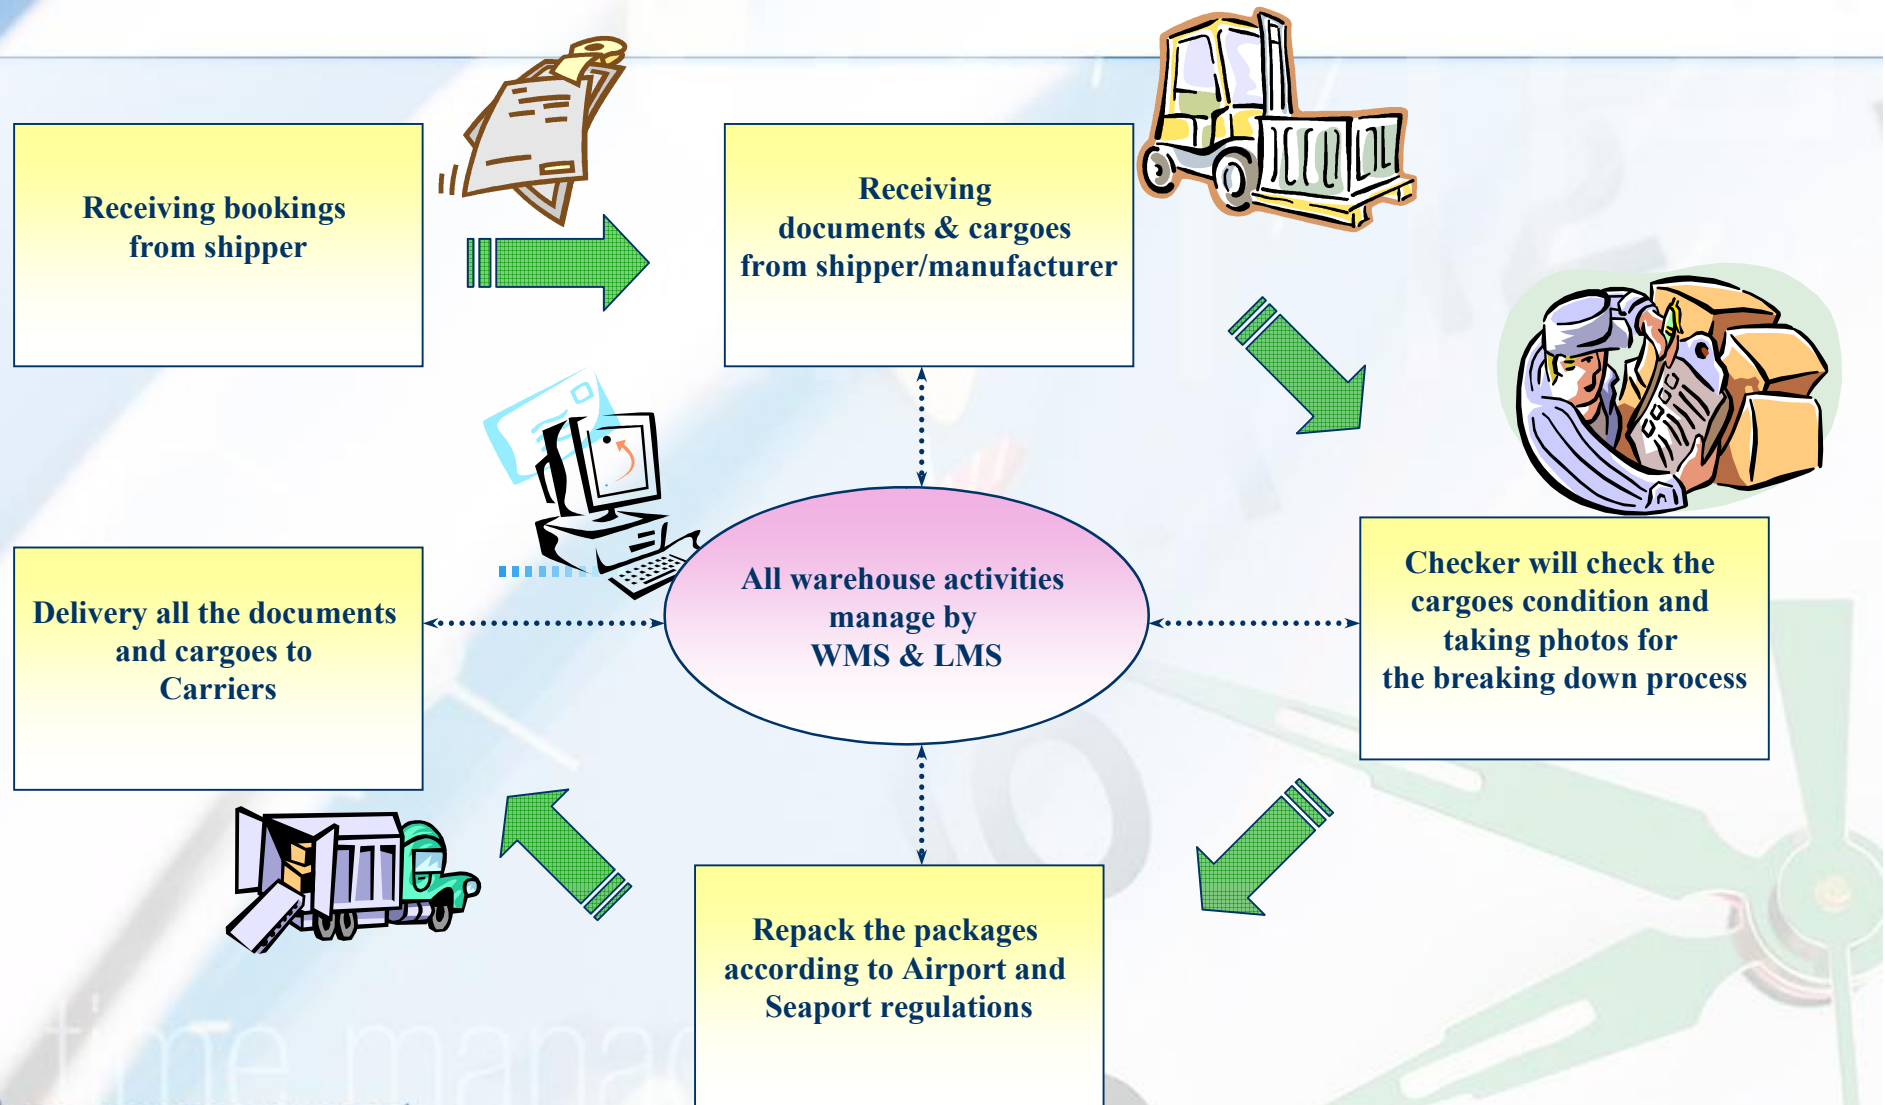 Receiving bookings
from shipper
Receiving
documents & cargoes
from shipper/manufacturer
Checker will check the
cargoes condition and
taking photos for
the breaking down process
All warehouse activities
manage by
WMS & LMS
Delivery all the documents
and cargoes to
Carriers
Repack the packages
according to Airport and
Seaport regulations
time mana